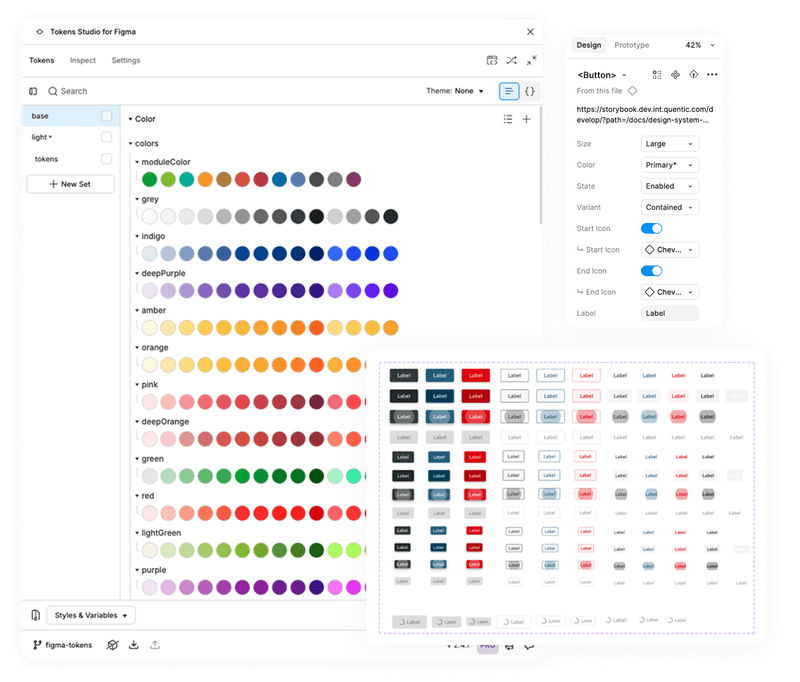 Tokens Studio for Figma
Tokens
Inspect
Settings
Search
Theme: None
base
light
tokens
New Set
Color
colors
moduleColor
grey
indigo
deepPurple
amber
orange
pink
deepOrange
green
red
lightGreen
purple
Styles & Variables
figma-tokens
PRO
Design
Prototype
42%
<Button>
From this file
https://storybook.dev.int.quentic.com/d
evelop/?path=/docs/design-system-...
Size Large
Color Primary*
State Enabled
Variant Contained
Start Icon
Start Icon Chev...
End Icon
End Icon Chev...
Label Label
Label Label Label Label Label Label Label Label Label Label
Label Label Label Label Label Label Label Label Label Label
Label Label Label Label Label Label Label Label Label Label
Label Label Label Label Label Label Label Label Label Label Label
Label Label Label Label Label Label Label Label Label Label
Label Label Label Label Label Label Label Label Label Label
Label Label Label Label Label Label Label Label Label Label
Label Label Label Label Label Label Label Label Label Label Label
Label Label Label Label Label Label Label Label Label Label
Label Label Label Label Label Label Label Label Label Label
Label Label Label Label Label Label Label Label Label Label
Label Label Label Label Label Label Label Label Label Label Label
Label Label Label Label Label Label Label Label Label